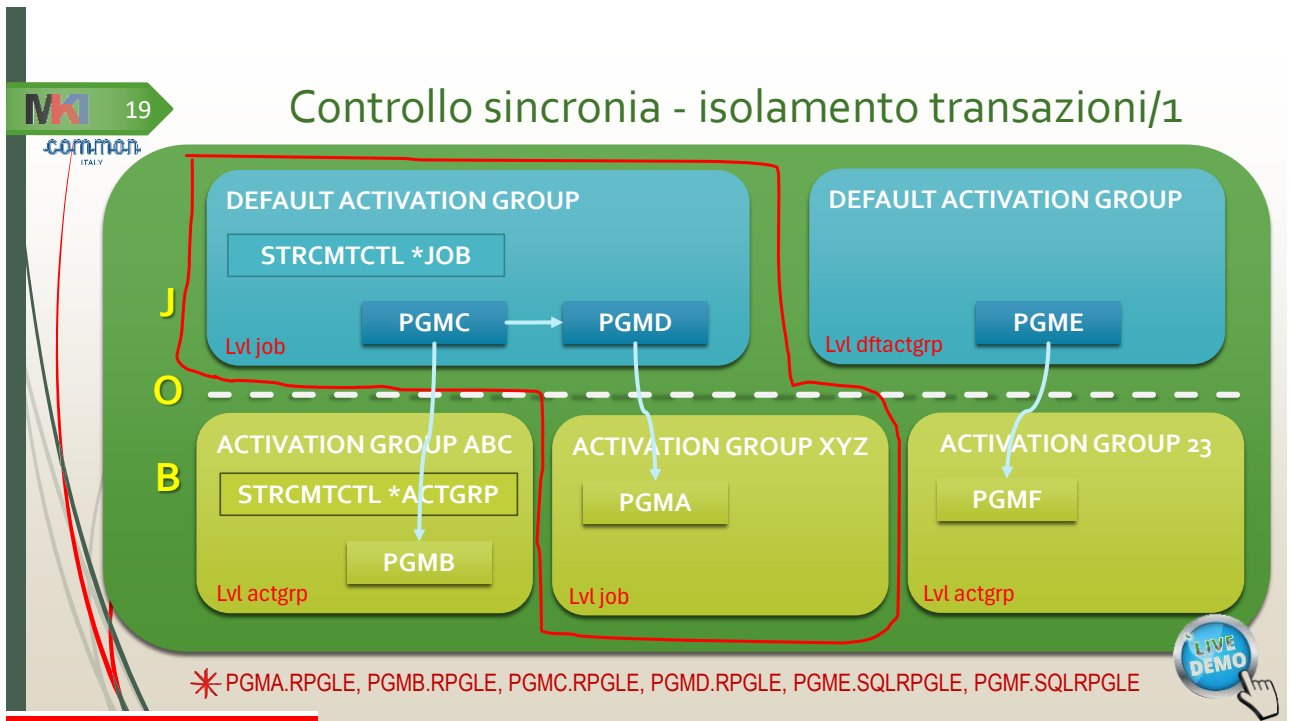 MKI
19
Controllo sincronia - isolamento transazioni/1
common
ITALY
DEFAULT ACTIVATION GROUP
STRCMTCTL *JOB
PGMC
PGMD
Lvl job
DEFAULT ACTIVATION GROUP
PGME
Lvl dftactgrp
J
O
B
ACTIVATION GROUP ABC
STRCMTCTL *ACTGRP
PGMB
Lvl actgrp
ACTIVATION GROUP XYZ
PGMA
Lvl job
ACTIVATION GROUP 23
PGMF
Lvl actgrp
LIVE
DEMO
PGMA.RPGLE, PGMB.RPGLE, PGMC.RPGLE, PGMD.RPGLE, PGME.SQLRPGLE, PGMF.SQLRPGLE